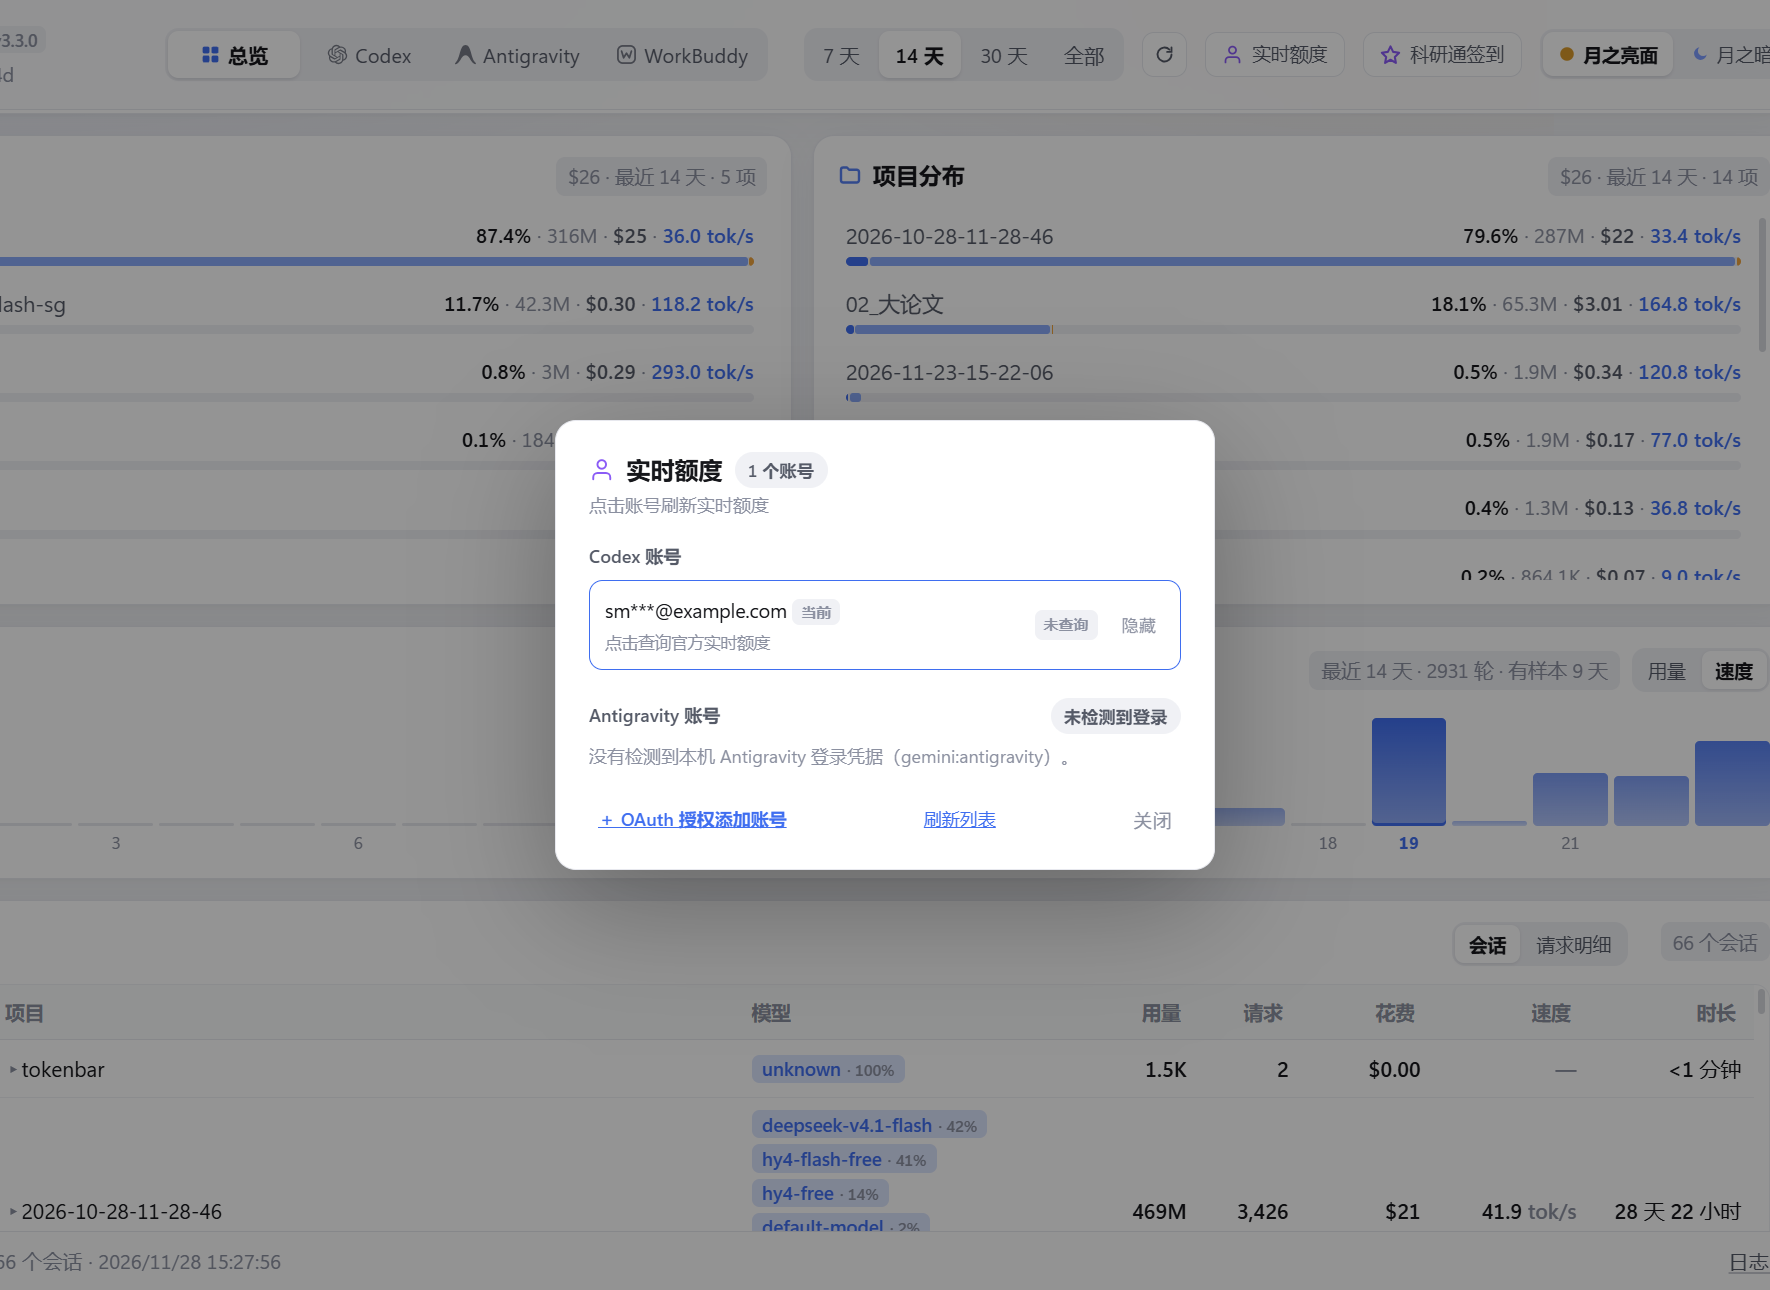 v3.3.0
4d
总览
Codex
Antigravity
WorkBuddy
7 天
14 天
30 天
全部
实时额度
科研通签到
月之亮面
月之暗
$26 · 最近 14 天 · 5 项
87.4% · 316M · $25 · 36.0 tok/s
lash-sg
11.7% · 42.3M · $0.30 · 118.2 tok/s
0.8% · 3M · $0.29 · 293.0 tok/s
0.1% · 184
项目分布
$26 · 最近 14 天 · 14 项
2026-10-28-11-28-46
79.6% · 287M · $22 · 33.4 tok/s
02_大论文
18.1% · 65.3M · $3.01 · 164.8 tok/s
2026-11-23-15-22-06
0.5% · 1.9M · $0.34 · 120.8 tok/s
0.5% · 1.9M · $0.17 · 77.0 tok/s
0.4% · 1.3M · $0.13 · 36.8 tok/s
0.2% · 864.1K · $0.07 · 9.0 tok/s
实时额度
1 个账号
点击账号刷新实时额度
Codex 账号
sm***@example.com
当前
点击查询官方实时额度
未查询
隐藏
Antigravity 账号
未检测到登录
没有检测到本机 Antigravity 登录凭据（gemini:antigravity）。
+ OAuth 授权添加账号
刷新列表
关闭
最近 14 天 · 2931 轮 · 有样本 9 天
用量
速度
3
6
18
19
21
会话
请求明细
66 个会话
项目
模型
用量
请求
花费
速度
时长
tokenbar
unknown · 100%
1.5K
2
$0.00
—
<1 分钟
deepseek-v4.1-flash · 42%
hy4-flash-free · 41%
hy4-free · 14%
default-model · 2%
2026-10-28-11-28-46
469M
3,426
$21
41.9 tok/s
28 天 22 小时
66 个会话 · 2026/11/28 15:27:56
日志